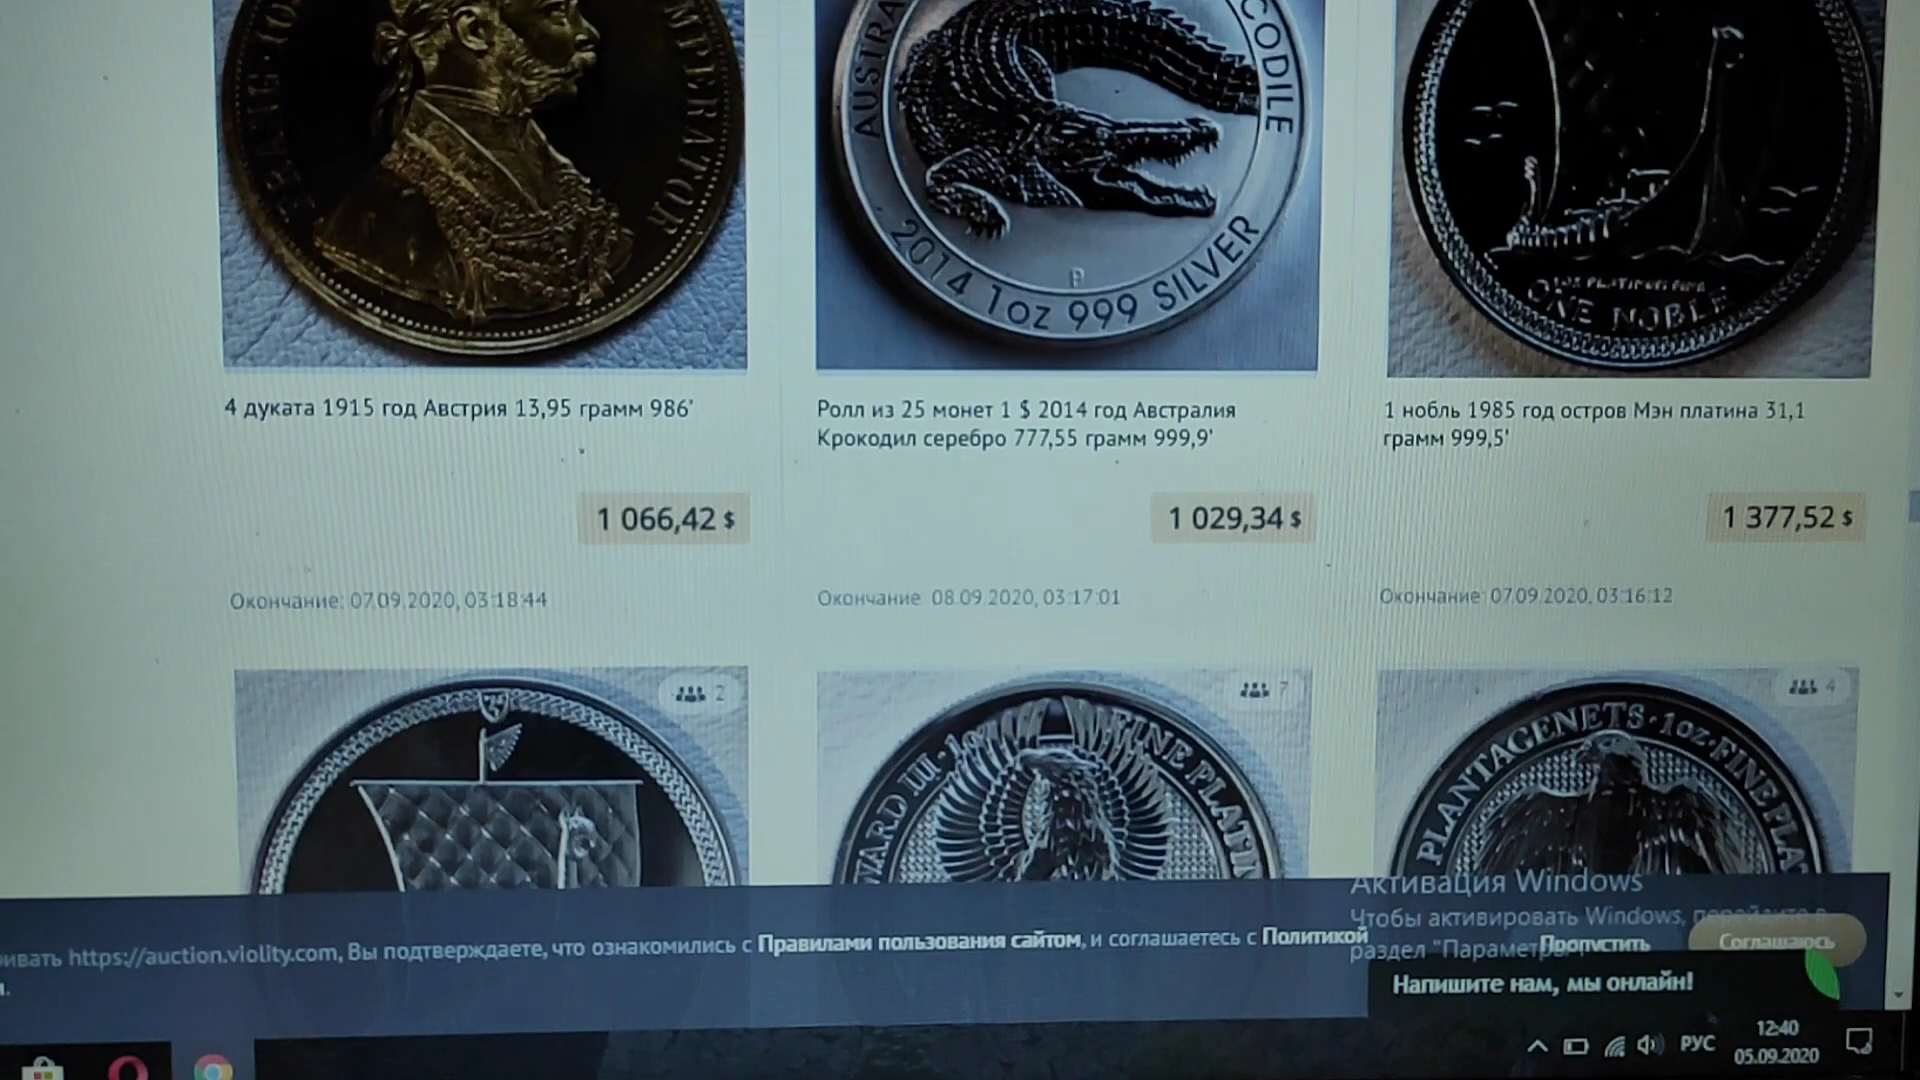 IMPERATOR
AUSTRA
CODILE
2014 1oz 999 SILVER
P
ONE NOBLE
4 дуката 1915 год Австрия 13,95 грамм 986'
Ролл из 25 монет 1 $ 2014 год Австралия
Крокодил серебро 777,55 грамм 999,9'
1 нобль 1985 год остров Мэн платина 31,1
грамм 999,5'
1 066,42 $
1 029,34 $
1 377,52 $
Окончание: 07.09.2020, 03:18:44
Окончание: 08.09.2020, 03:17:01
Окончание: 07.09.2020, 03:16:12
2
7
4
WARD III · 1oz FINE PLATIN
PLANTAGENETS · 1oz · FINE PLA
Активация Windows
Чтобы активировать Windows, перейдите в
раздел "Параметры".
ивать https://auction.violity.com, Вы подтверждаете, что ознакомились с Правилами пользования сайтом, и соглашаетесь с Политикой
Пропустить
Соглашаюсь
Напишите нам, мы онлайн!
РУС
12:40
05.09.2020